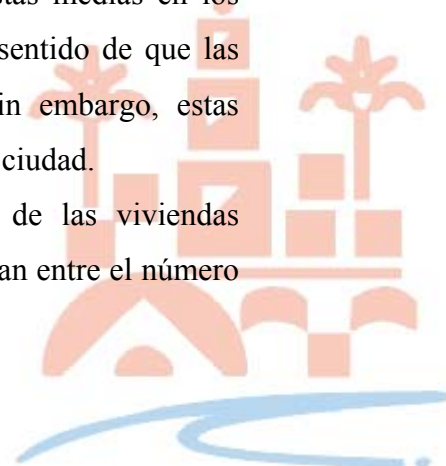 stas medias en los
sentido de que las
in embargo, estas
ciudad.
de las viviendas
an entre el número